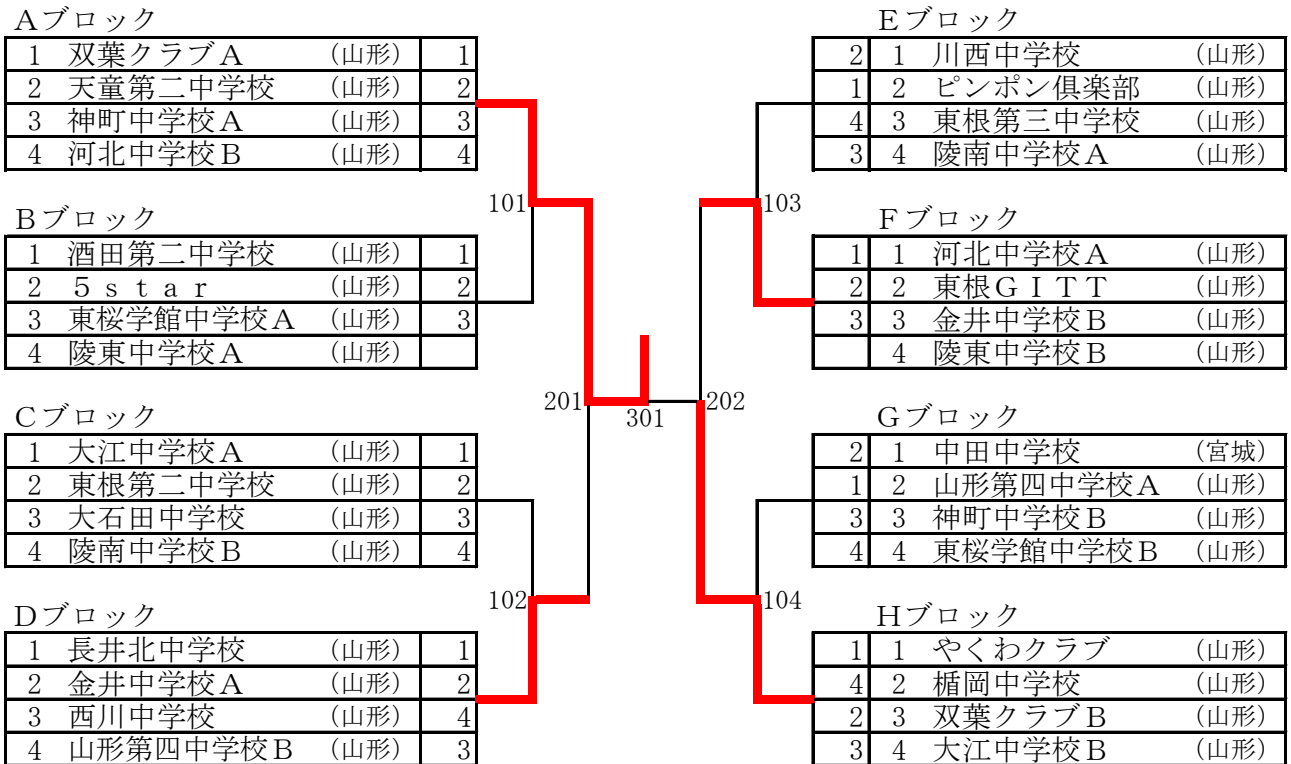 Aブロック
1 双葉クラブA (山形) 1
2 天童第二中学校 (山形) 2
3 神町中学校A (山形) 3
4 河北中学校B (山形) 4
101
Bブロック
1 酒田第二中学校 (山形) 1
2 5star (山形) 2
3 東桜学館中学校A (山形) 3
4 陵東中学校A (山形)
201
Cブロック
1 大江中学校A (山形) 1
2 東根第二中学校 (山形) 2
3 大石田中学校 (山形) 3
4 陵南中学校B (山形) 4
102
Dブロック
1 長井北中学校 (山形) 1
2 金井中学校A (山形) 2
3 西川中学校 (山形) 4
4 山形第四中学校B (山形) 3
301
Eブロック
2 1 川西中学校 (山形)
1 2 ピンポン倶楽部 (山形)
4 3 東根第三中学校 (山形)
3 4 陵南中学校A (山形)
103
Fブロック
1 1 河北中学校A (山形)
2 2 東根GITT (山形)
3 3 金井中学校B (山形)
4 陵東中学校B (山形)
202
Gブロック
2 1 中田中学校 (宮城)
1 2 山形第四中学校A (山形)
3 3 神町中学校B (山形)
4 4 東桜学館中学校B (山形)
104
Hブロック
1 1 やくわクラブ (山形)
4 2 楯岡中学校 (山形)
2 3 双葉クラブB (山形)
3 4 大江中学校B (山形)